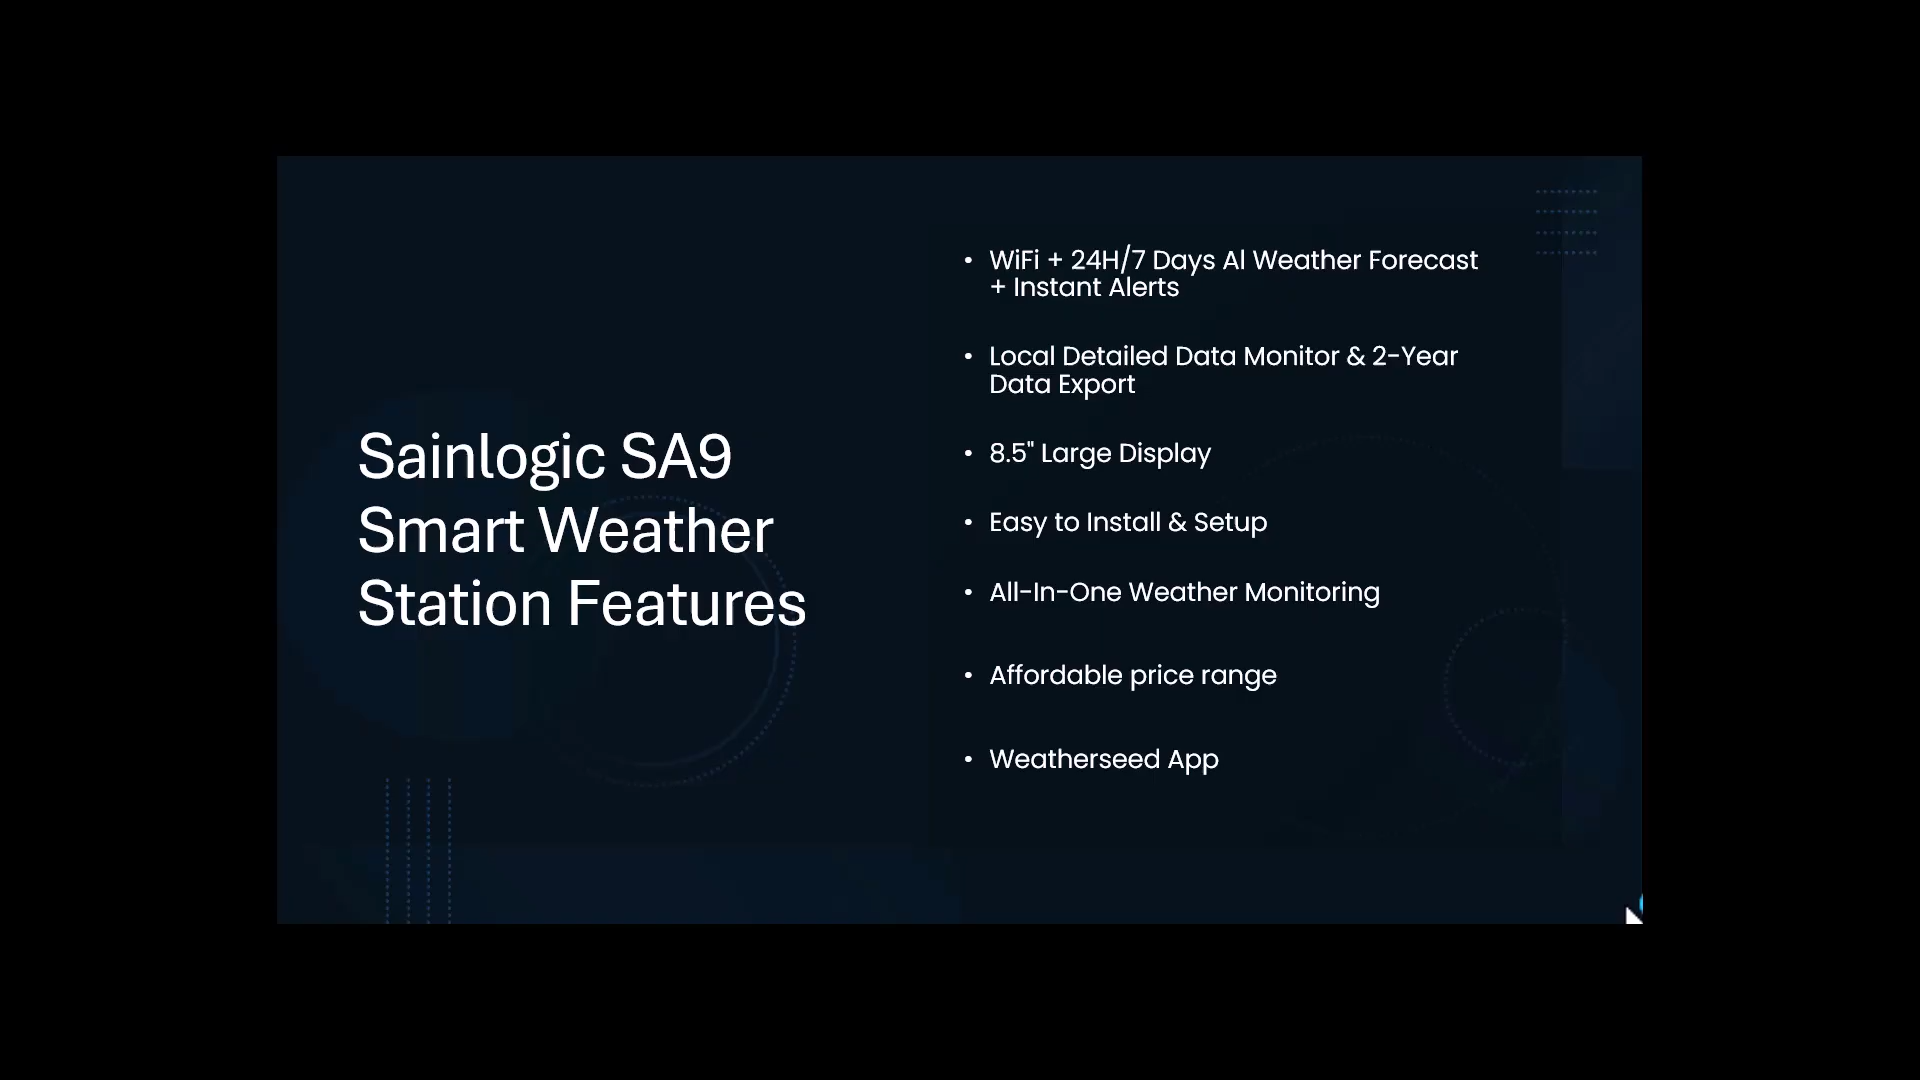 Sainlogic SA9
Smart Weather
Station Features
• WiFi + 24H/7 Days Al Weather Forecast
+ Instant Alerts
• Local Detailed Data Monitor & 2-Year
Data Export
• 8.5" Large Display
• Easy to Install & Setup
• All-In-One Weather Monitoring
• Affordable price range
• Weatherseed App